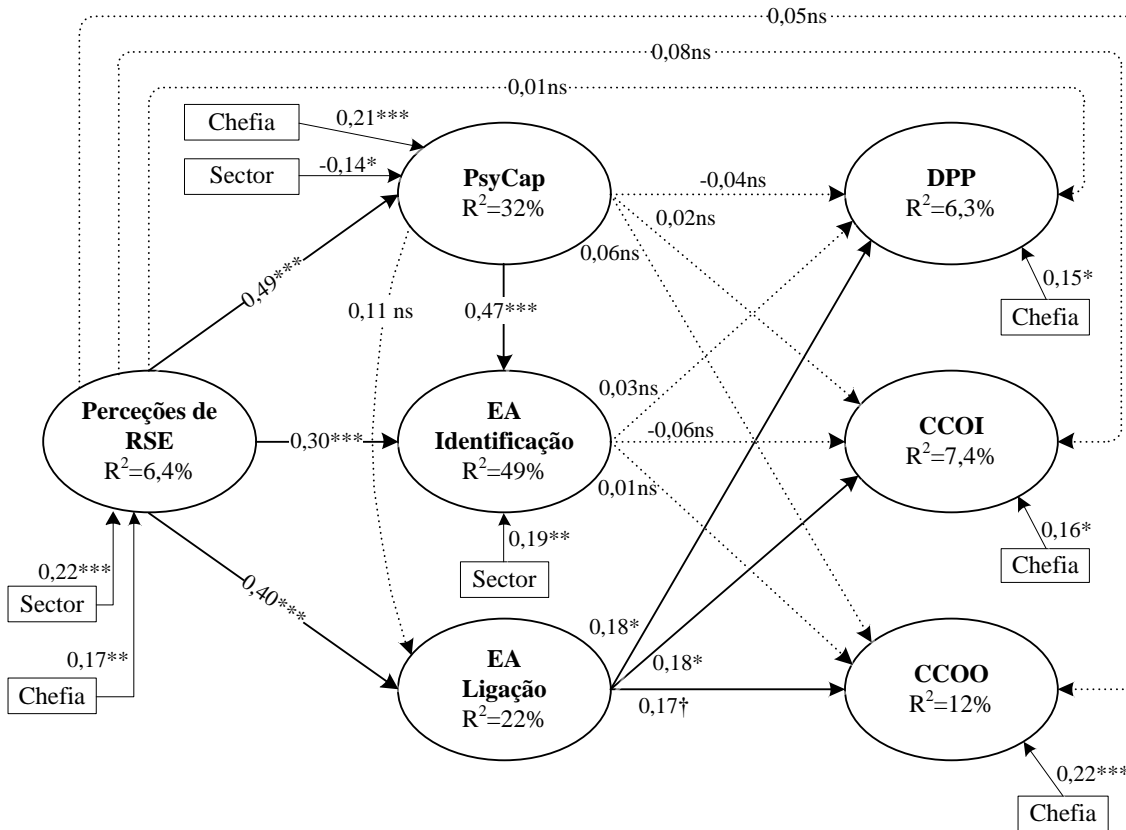 0,05ns
0,08ns
0,01ns
Chefia
0,21***
Sector
-0,14*
PsyCap
R²=32%
-0,04ns
0,02ns
0,06ns
DPP
R²=6,3%
0,15*
Chefia
0,49***
0,11 ns
0,47***
Perceções de
RSE
R²=6,4%
0,30***
EA
Identificação
R²=49%
0,03ns
-0,06ns
0,01ns
CCOI
R²=7,4%
0,16*
Chefia
0,19**
Sector
0,22***
Sector
0,17**
Chefia
0,40***
EA
Ligação
R²=22%
0,18*
0,18*
0,17†
CCOO
R²=12%
0,22***
Chefia